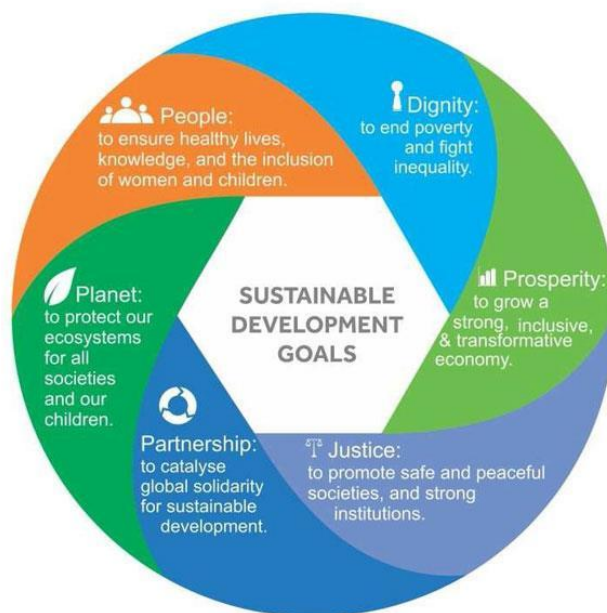 People:
to ensure healthy lives,
knowledge, and the inclusion
of women and children.
Dignity:
to end poverty
and fight
inequality.
Prosperity:
to grow a
strong, inclusive,
& transformative
economy.
Justice:
to promote safe and peaceful
societies, and strong
institutions.
Partnership:
to catalyse
global solidarity
for sustainable
development.
Planet:
to protect our
ecosystems
for all
societies
and our
children.
SUSTAINABLE
DEVELOPMENT
GOALS